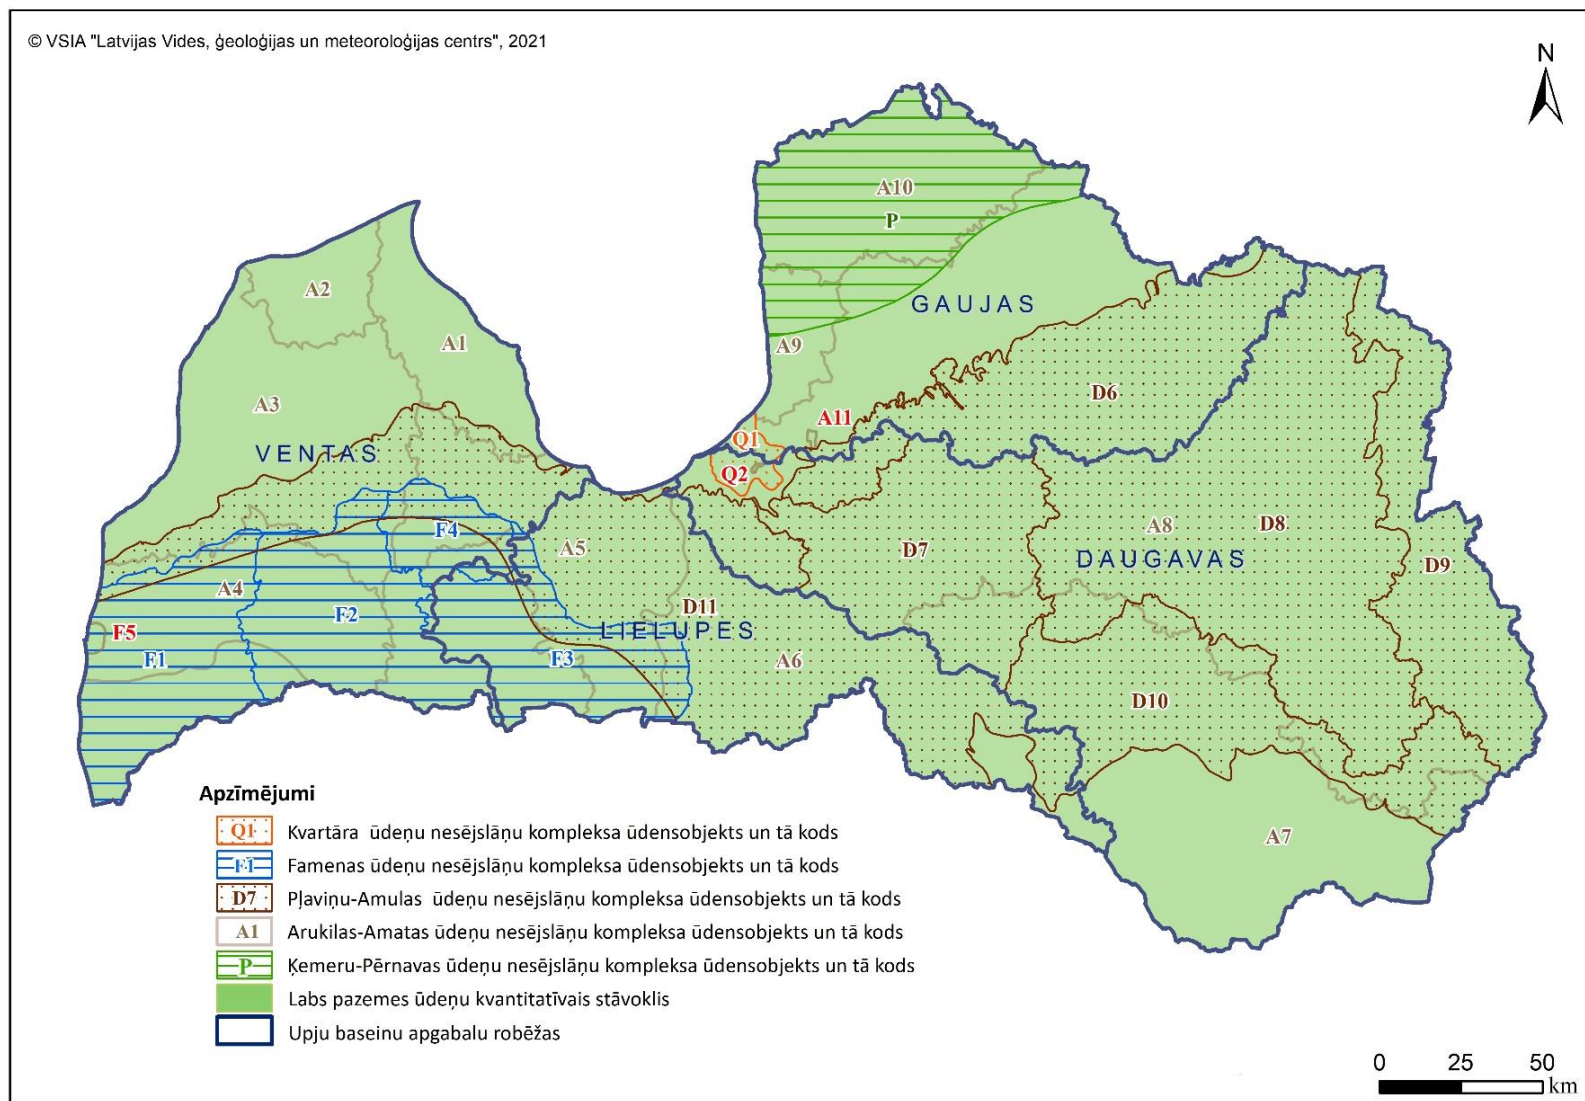 © VSIA "Latvijas Vides, ģeoloģijas un meteoroloģijas centrs", 2021
N
A10
P
A2
GAUJAS
A1
A9
D6
A3
A11
Q1
VENTAS
Q2
F4
A8
D8
A5
D7
DAUGAVAS
D9
A4
D11
F2
F5
LIELUPES
F1
F3
A6
D10
A7
Apzīmējumi
Q1 Kvartāra ūdeņu nesējslāņu kompleksa ūdensobjekts un tā kods
F1 Famenas ūdeņu nesējslāņu kompleksa ūdensobjekts un tā kods
D7 Pļaviņu-Amulas ūdeņu nesējslāņu kompleksa ūdensobjekts un tā kods
A1 Arukilas-Amatas ūdeņu nesējslāņu kompleksa ūdensobjekts un tā kods
P Ķemeru-Pērnavas ūdeņu nesējslāņu kompleksa ūdensobjekts un tā kods
Labs pazemes ūdeņu kvantitatīvais stāvoklis
Upju baseinu apgabalu robēžas
0 25 50
km